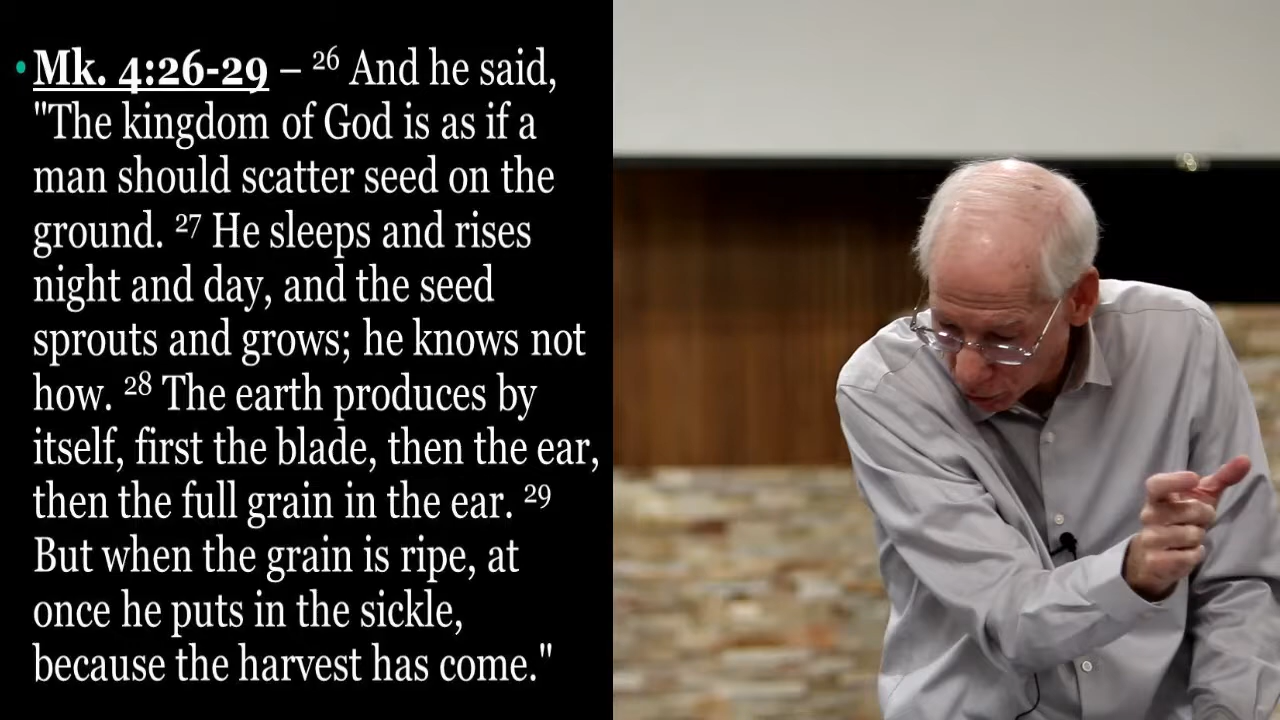 • Mk. 4:26-29 – 26 And he said,
"The kingdom of God is as if a
man should scatter seed on the
ground. 27 He sleeps and rises
night and day, and the seed
sprouts and grows; he knows not
how. 28 The earth produces by
itself, first the blade, then the ear,
then the full grain in the ear. 29
But when the grain is ripe, at
once he puts in the sickle,
because the harvest has come."